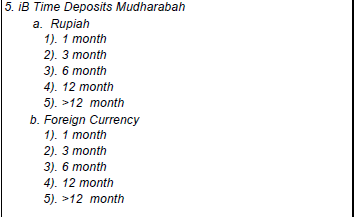 5. iB Time Deposits Mudharabah
a. Rupiah
1). 1 month
2). 3 month
3). 6 month
4). 12 month
5). >12 month
b. Foreign Currency
1). 1 month
2). 3 month
3). 6 month
4). 12 month
5). >12 month